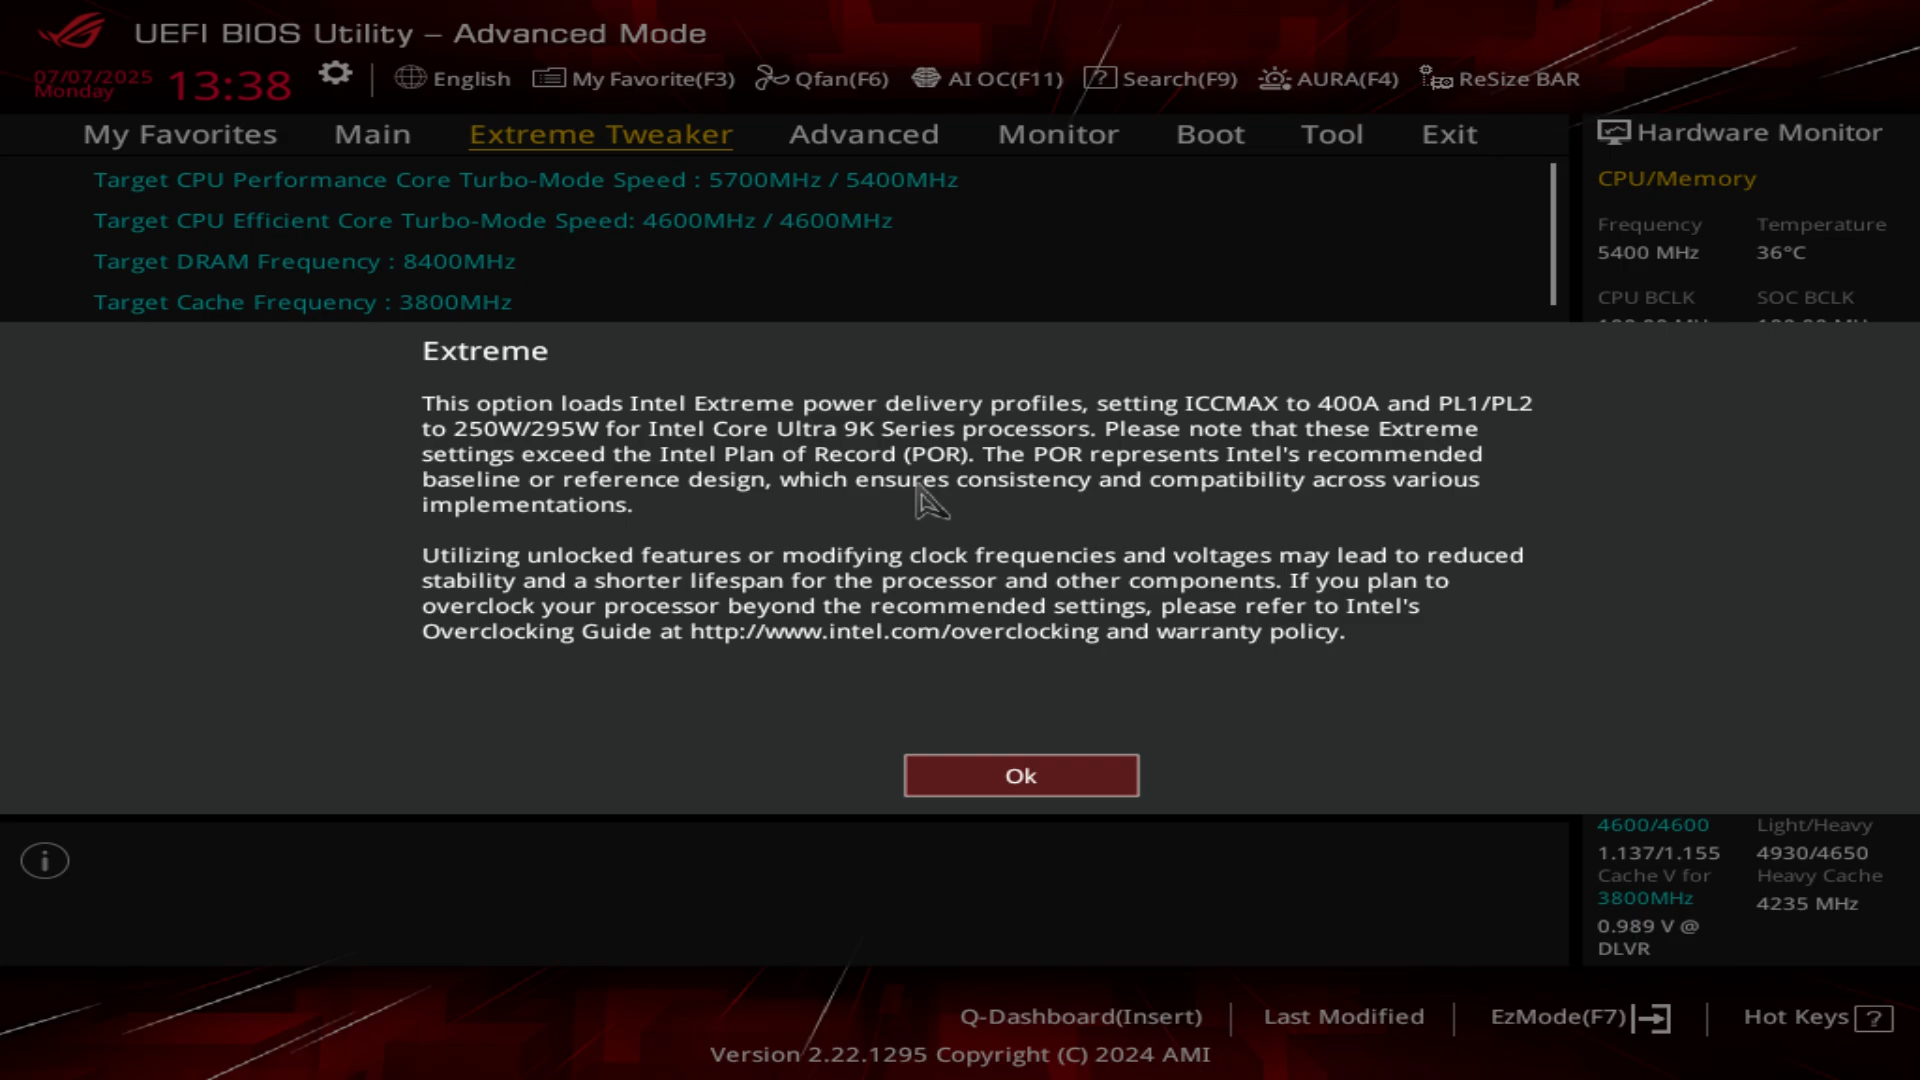 UEFI BIOS Utility – Advanced Mode
07/07/2025
Monday
13:38
English
My Favorite(F3)
Qfan(F6)
AI OC(F11)
Search(F9)
AURA(F4)
ReSize BAR
My Favorites
Main
Extreme Tweaker
Advanced
Monitor
Boot
Tool
Exit
Hardware Monitor
Target CPU Performance Core Turbo-Mode Speed : 5700MHz / 5400MHz
Target CPU Efficient Core Turbo-Mode Speed: 4600MHz / 4600MHz
Target DRAM Frequency : 8400MHz
Target Cache Frequency : 3800MHz
CPU/Memory
Frequency Temperature
5400 MHz 36°C
CPU BCLK SOC BCLK
Extreme
This option loads Intel Extreme power delivery profiles, setting ICCMAX to 400A and PL1/PL2
to 250W/295W for Intel Core Ultra 9K Series processors. Please note that these Extreme
settings exceed the Intel Plan of Record (POR). The POR represents Intel's recommended
baseline or reference design, which ensures consistency and compatibility across various
implementations.
Utilizing unlocked features or modifying clock frequencies and voltages may lead to reduced
stability and a shorter lifespan for the processor and other components. If you plan to
overclock your processor beyond the recommended settings, please refer to Intel's
Overclocking Guide at http://www.intel.com/overclocking and warranty policy.
Ok
4600/4600 Light/Heavy
1.137/1.155 4930/4650
Cache V for Heavy Cache
3800MHz 4235 MHz
0.989 V @
DLVR
Q-Dashboard(Insert)
Last Modified
EzMode(F7)
Hot Keys ?
Version 2.22.1295 Copyright (C) 2024 AMI